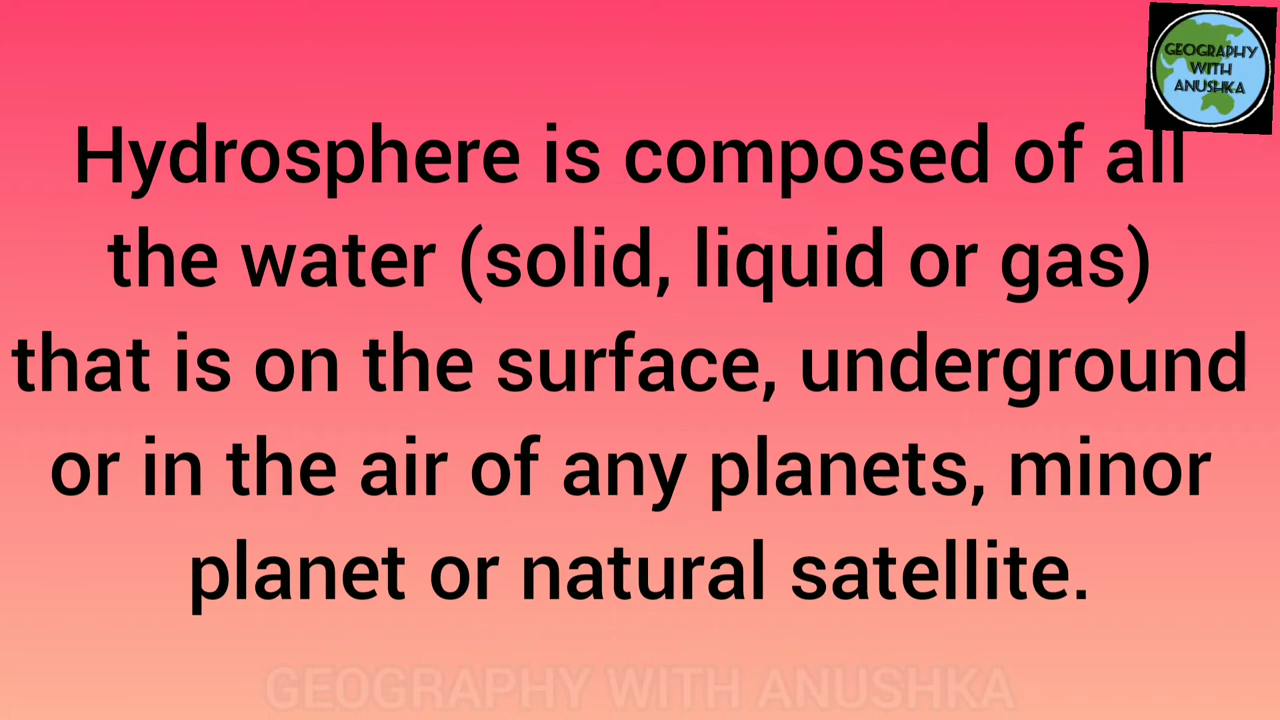 GEOGRAPHY
WITH
ANUSHKA
Hydrosphere is composed of all
the water (solid, liquid or gas)
that is on the surface, underground
or in the air of any planets, minor
planet or natural satellite.
GEOGRAPHY WITH ANUSHKA